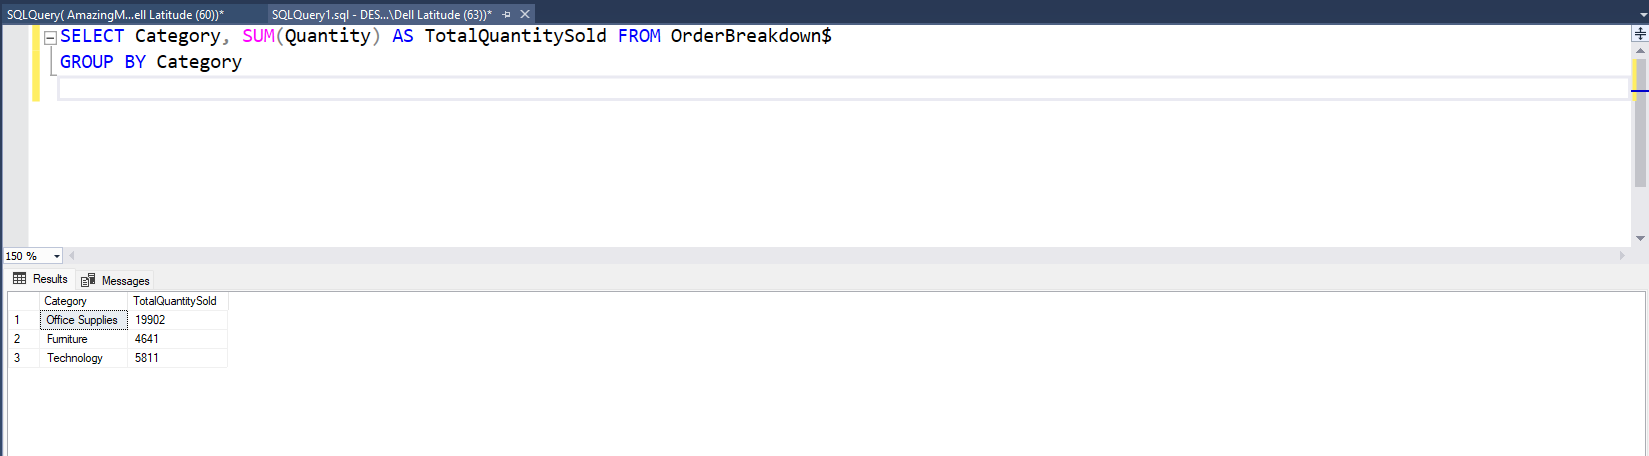 SQLQuery( AmazingM...ell Latitude (60))*
SQLQuery1.sql - DES...\Dell Latitude (63))*
SELECT Category, SUM(Quantity) AS TotalQuantitySold FROM OrderBreakdown$
GROUP BY Category
150 %
Results
Messages
Category TotalQuantitySold
1 Office Supplies 19902
2 Furniture 4641
3 Technology 5811